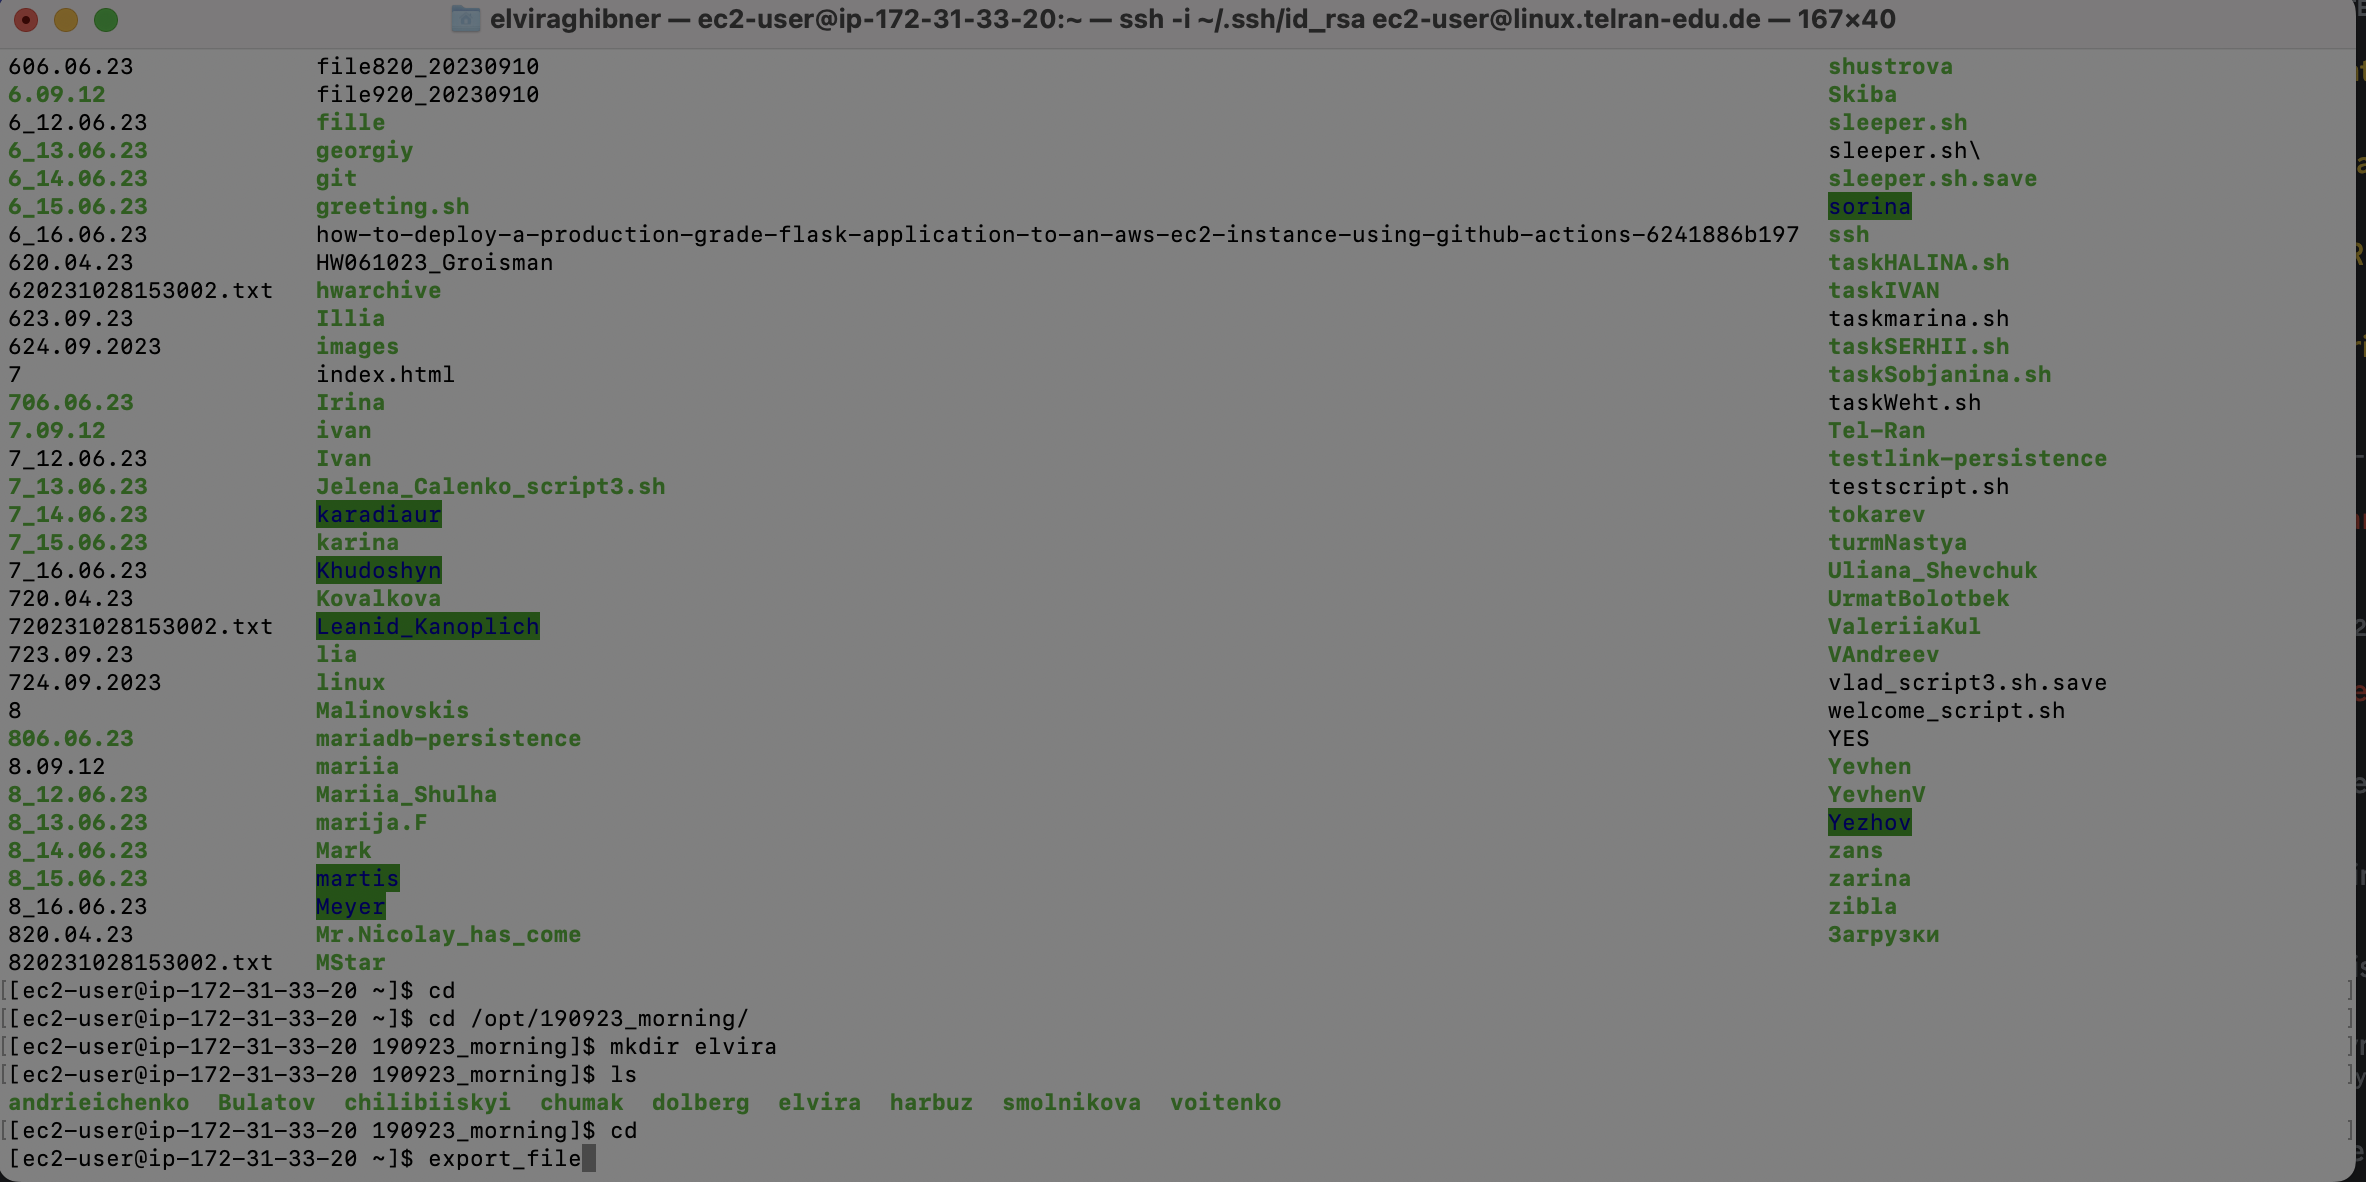 elviraghibner — ec2-user@ip-172-31-33-20:~ — ssh -i ~/.ssh/id_rsa ec2-user@linux.telran-edu.de — 167×40
606.06.23 file820_20230910 shustrova
6.09.12 file920_20230910 Skiba
6_12.06.23 fille sleeper.sh
6_13.06.23 georgiy sleeper.sh\
6_14.06.23 git sleeper.sh.save
6_15.06.23 greeting.sh sorina
6_16.06.23 how-to-deploy-a-production-grade-flask-application-to-an-aws-ec2-instance-using-github-actions-6241886b197 ssh
620.04.23 HW061023_Groisman taskHALINA.sh
620231028153002.txt hwarchive taskIVAN
623.09.23 Illia taskmarina.sh
624.09.2023 images taskSERHII.sh
7 index.html taskSobjanina.sh
706.06.23 Irina taskWeht.sh
7.09.12 ivan Tel-Ran
7_12.06.23 Ivan testlink-persistence
7_13.06.23 Jelena_Calenko_script3.sh testscript.sh
7_14.06.23 karadiaur tokarev
7_15.06.23 karina turmNastya
7_16.06.23 Khudoshyn Uliana_Shevchuk
720.04.23 Kovalkova UrmatBolotbek
720231028153002.txt Leanid_Kanoplich ValeriiaKul
723.09.23 lia VAndreev
724.09.2023 linux vlad_script3.sh.save
8 Malinovskis welcome_script.sh
806.06.23 mariadb-persistence YES
8.09.12 mariia Yevhen
8_12.06.23 Mariia_Shulha YevhenV
8_13.06.23 marija.F Yezhov
8_14.06.23 Mark zans
8_15.06.23 martis zarina
8_16.06.23 Meyer zibla
820.04.23 Mr.Nicolay_has_come Загрузки
820231028153002.txt MStar
[[ec2-user@ip-172-31-33-20 ~]$ cd ]
[[ec2-user@ip-172-31-33-20 ~]$ cd /opt/190923_morning/ ]
[[ec2-user@ip-172-31-33-20 190923_morning]$ mkdir elvira ]
[[ec2-user@ip-172-31-33-20 190923_morning]$ ls ]
andrieichenko Bulatov chilibiiskyi chumak dolberg elvira harbuz smolnikova voitenko
[[ec2-user@ip-172-31-33-20 190923_morning]$ cd ]
[ec2-user@ip-172-31-33-20 ~]$ export_file